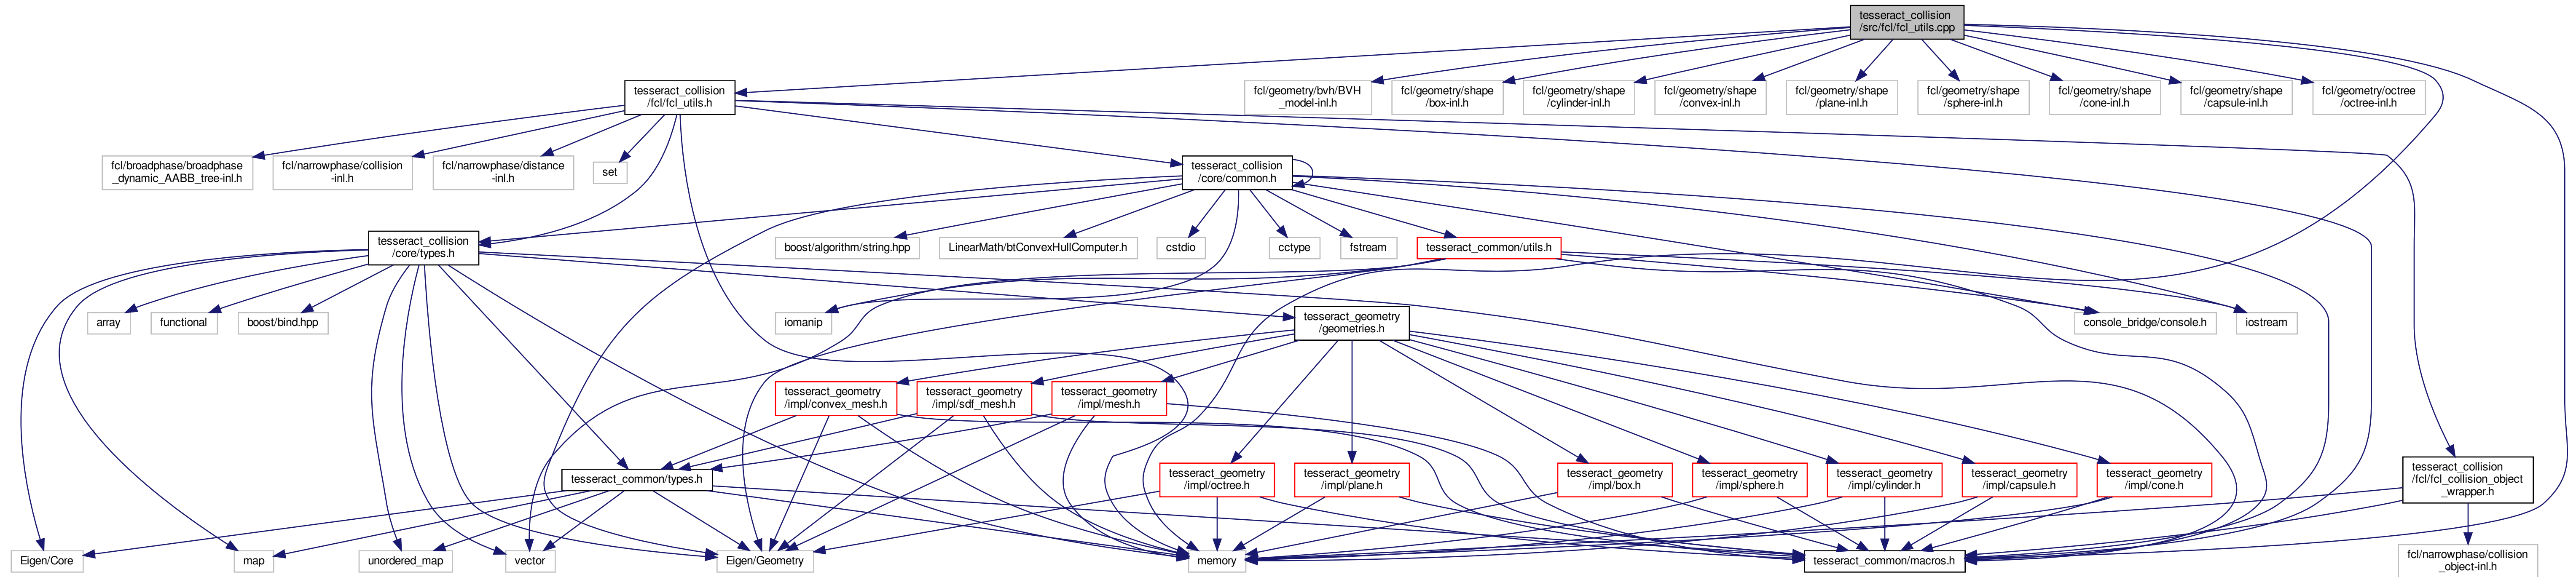 tesseract_collision
/src/fcl/fcl_utils.cpp
tesseract_collision
/fcl/fcl_utils.h
fcl/geometry/bvh/BVH
_model-inl.h
fcl/geometry/shape
/box-inl.h
fcl/geometry/shape
/cylinder-inl.h
fcl/geometry/shape
/convex-inl.h
fcl/geometry/shape
/plane-inl.h
fcl/geometry/shape
/sphere-inl.h
fcl/geometry/shape
/cone-inl.h
fcl/geometry/shape
/capsule-inl.h
fcl/geometry/octree
/octree-inl.h
fcl/broadphase/broadphase
_dynamic_AABB_tree-inl.h
fcl/narrowphase/collision
-inl.h
fcl/narrowphase/distance
-inl.h
set
tesseract_collision
/core/common.h
tesseract_collision
/core/types.h
boost/algorithm/string.hpp
LinearMath/btConvexHullComputer.h
cstdio
cctype
fstream
tesseract_common/utils.h
array
functional
boost/bind.hpp
iomanip
tesseract_geometry
/geometries.h
console_bridge/console.h
iostream
tesseract_geometry
/impl/convex_mesh.h
tesseract_geometry
/impl/sdf_mesh.h
tesseract_geometry
/impl/mesh.h
tesseract_common/types.h
tesseract_geometry
/impl/octree.h
tesseract_geometry
/impl/plane.h
tesseract_geometry
/impl/box.h
tesseract_geometry
/impl/sphere.h
tesseract_geometry
/impl/cylinder.h
tesseract_geometry
/impl/capsule.h
tesseract_geometry
/impl/cone.h
tesseract_collision
/fcl/fcl_collision_object
_wrapper.h
Eigen/Core
map
unordered_map
vector
Eigen/Geometry
memory
tesseract_common/macros.h
fcl/narrowphase/collision
_object-inl.h